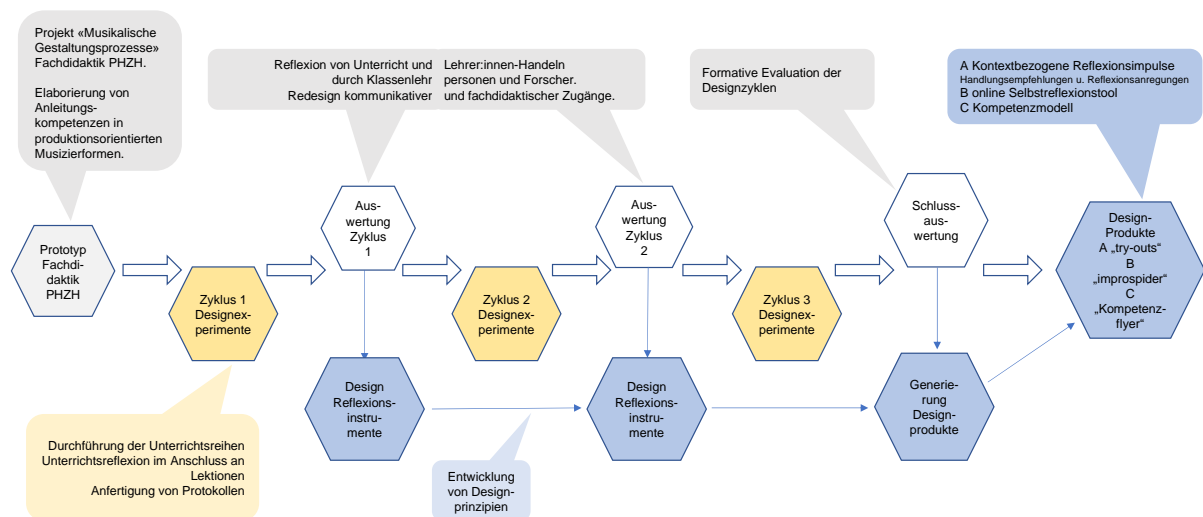 Projekt «Musikalische
Gestaltungsprozesse»
Fachdidaktik PHZH.
Elaborierung von
Anleitungs-
kompetenzen in
produktionsorientierten
Musizierformen.
Reflexion von Unterricht und
durch Klassenlehr
Redesign kommunikativer
Lehrer:innen-Handeln
personen und Forscher.
und fachdidaktischer Zugänge.
Formative Evaluation der
Designzyklen
A Kontextbezogene Reflexionsimpulse
Handlungsempfehlungen u. Reflexionsanregungen
B online Selbstreflexionstool
C Kompetenzmodell
Prototyp
Fachdi-
daktik
PHZH
Zyklus 1
Designex-
perimente
Aus-
wertung
Zyklus
1
Zyklus 2
Designex-
perimente
Aus-
wertung
Zyklus
2
Zyklus 3
Designex-
perimente
Schluss-
aus-
wertung
Design-
Produkte
A „try-outs“
B
„improspider“
C
„Kompetenz-
flyer“
Design
Reflexions-
instru-
mente
Design
Reflexions-
instru-
mente
Generie-
rung
Design-
produkte
Durchführung der Unterrichtsreihen
Unterrichtsreflexion im Anschluss an
Lektionen
Anfertigung von Protokollen
Entwicklung
von Design-
prinzipien